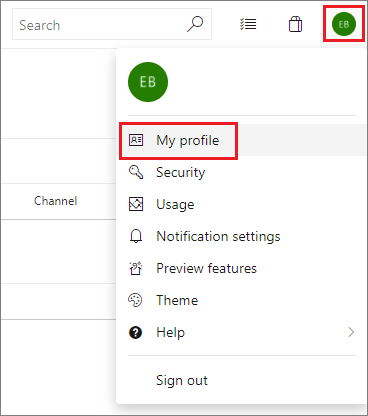 Search
EB
EB
My profile
Security
Channel
Usage
Notification settings
Preview features
Theme
Help
Sign out